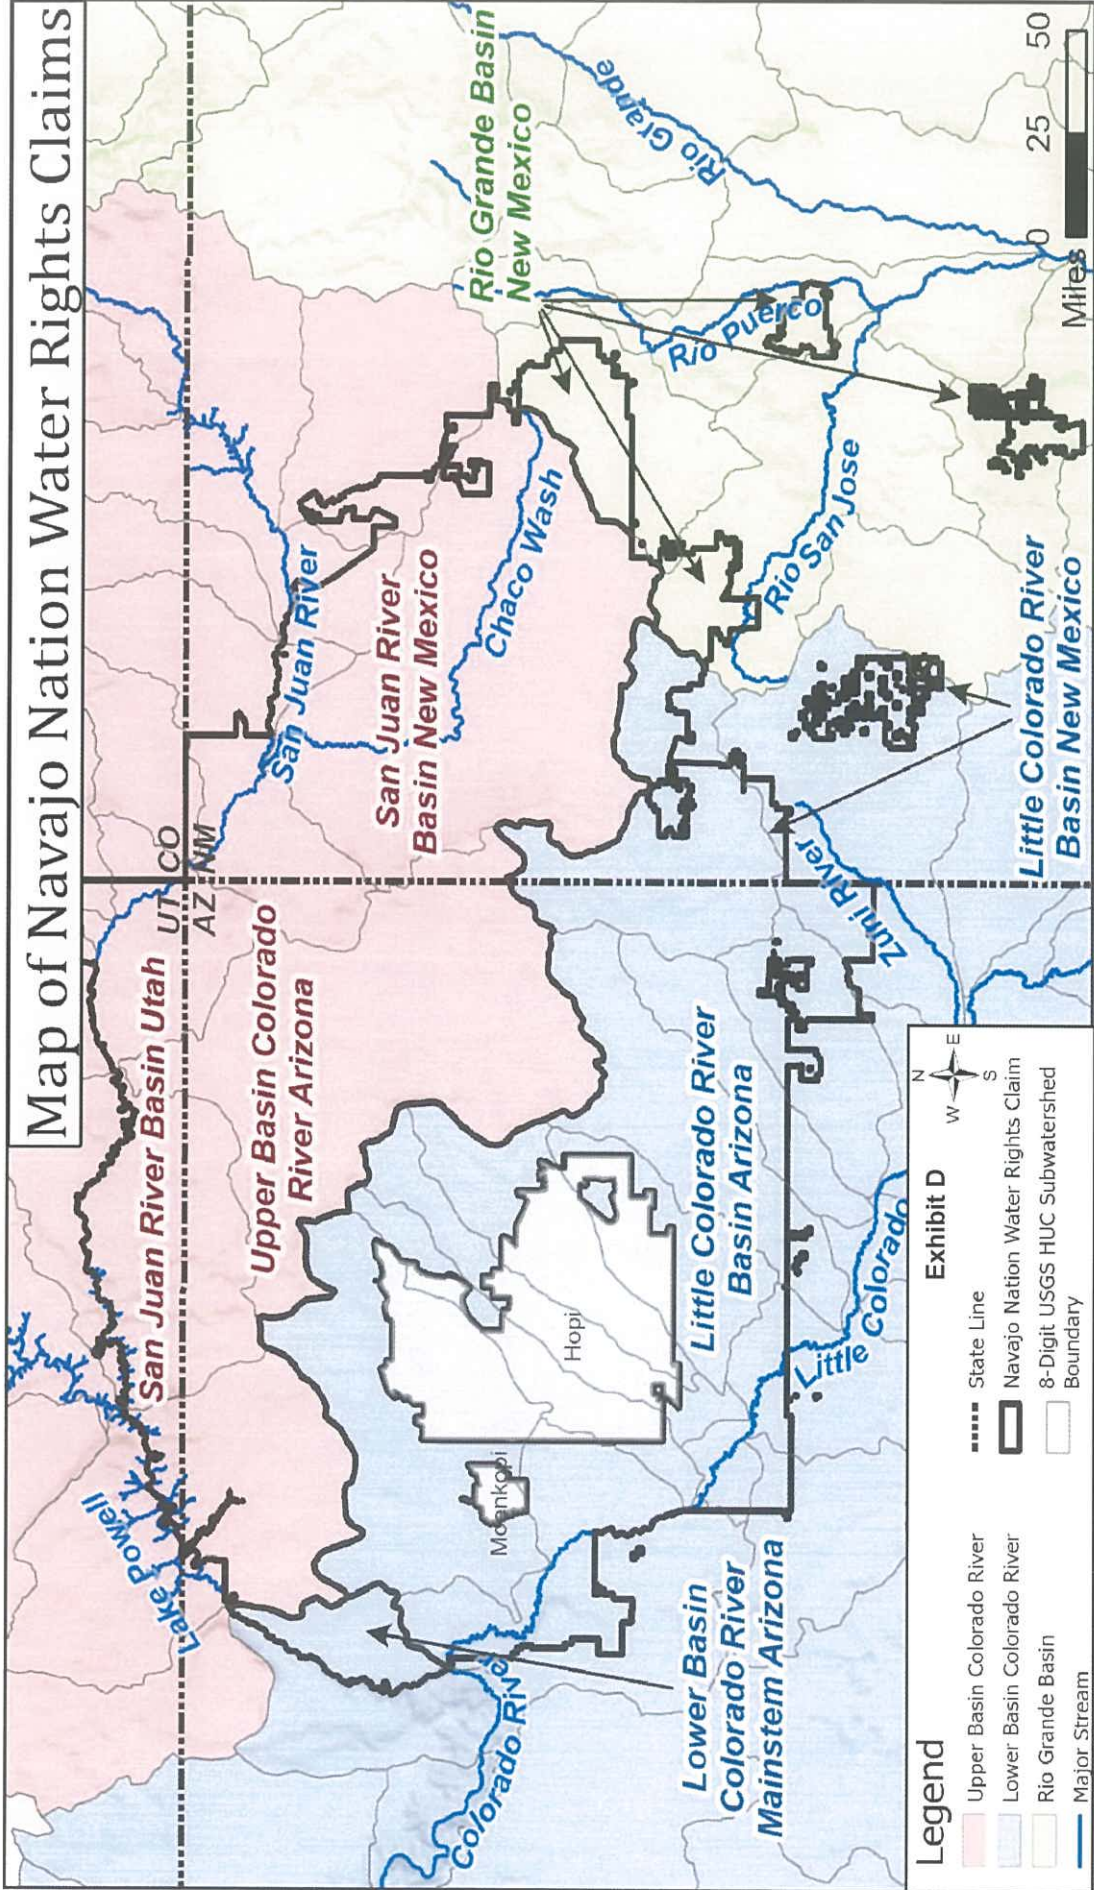 Map of Navajo Nation Water Rights Claims
Lake Powell
San Juan River Basin Utah
UT
CO
AZ
NM
Upper Basin Colorado
River Arizona
San Juan River
San Juan River
San Juan River
Basin New Mexico
Chaco Wash
Rio Grande Basin
New Mexico
Rio Grande
Rio Puerco
Rio San Jose
Moenkopi
Hopi
Colorado River
Lower Basin
Colorado River
Mainstem Arizona
Little Colorado River
Basin Arizona
Little Colorado
Zuni River
Little Colorado River
Basin New Mexico
Miles
0
25
50
Legend
Exhibit D
N
W
E
S
Upper Basin Colorado River
Lower Basin Colorado River
Rio Grande Basin
Major Stream
State Line
Navajo Nation Water Rights Claim
8-Digit USGS HUC Subwatershed
Boundary